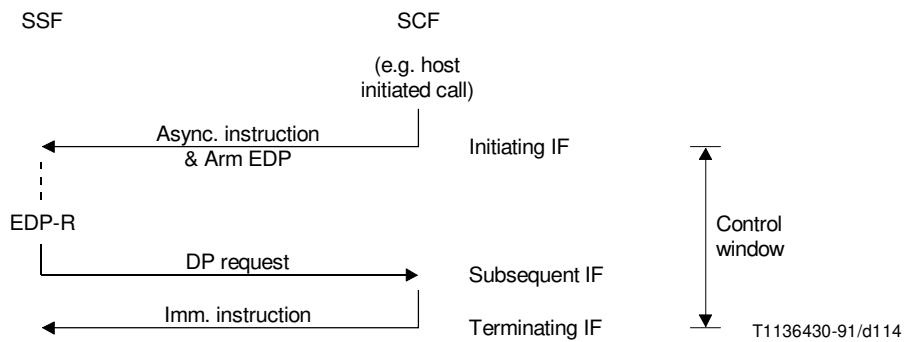 SSF SCF
(e.g. host
initiated call)
Async. instruction
& Arm EDP
Initiating IF
EDP-R
Control
window
DP request
Subsequent IF
Imm. instruction
Terminating IF
T1136430-91/d114